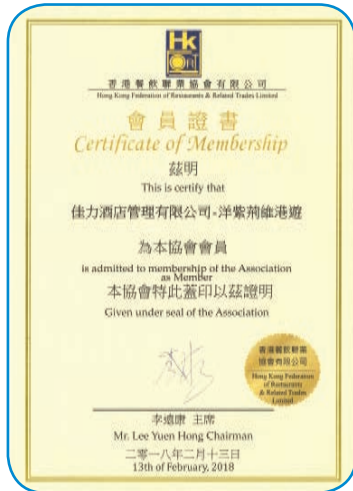 Hk
ORT
香港餐飲聯業協會有限公司
Hong Kong Federation of Restaurants & Related Trades Limited
會員證書
Certificate of Membership
茲明
This is certify that
佳力酒店管理有限公司-洋紫荊維港遊
為本協會會員
is admitted to membership of the Association
as Member
本協會特此蓋印以茲證明
Given under seal of the Association
香港餐飲聯業
協會有限公司
Hong Kong Federation
of Restaurants
& Related Trades
Limited
李遠康 主席
Mr. Lee Yuen Hong Chairman
二零一八年二月十三日
13th of February, 2018